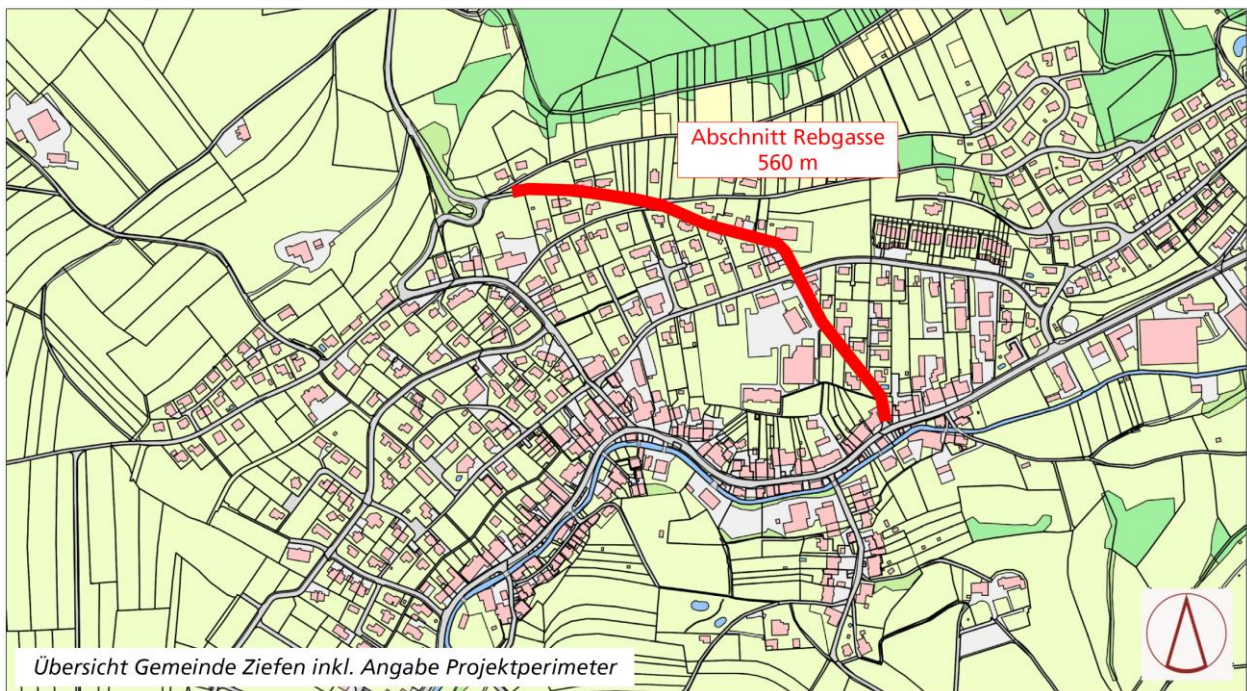 Abschnitt Rebgasse
560 m
Übersicht Gemeinde Ziefen inkl. Angabe Projektperimeter